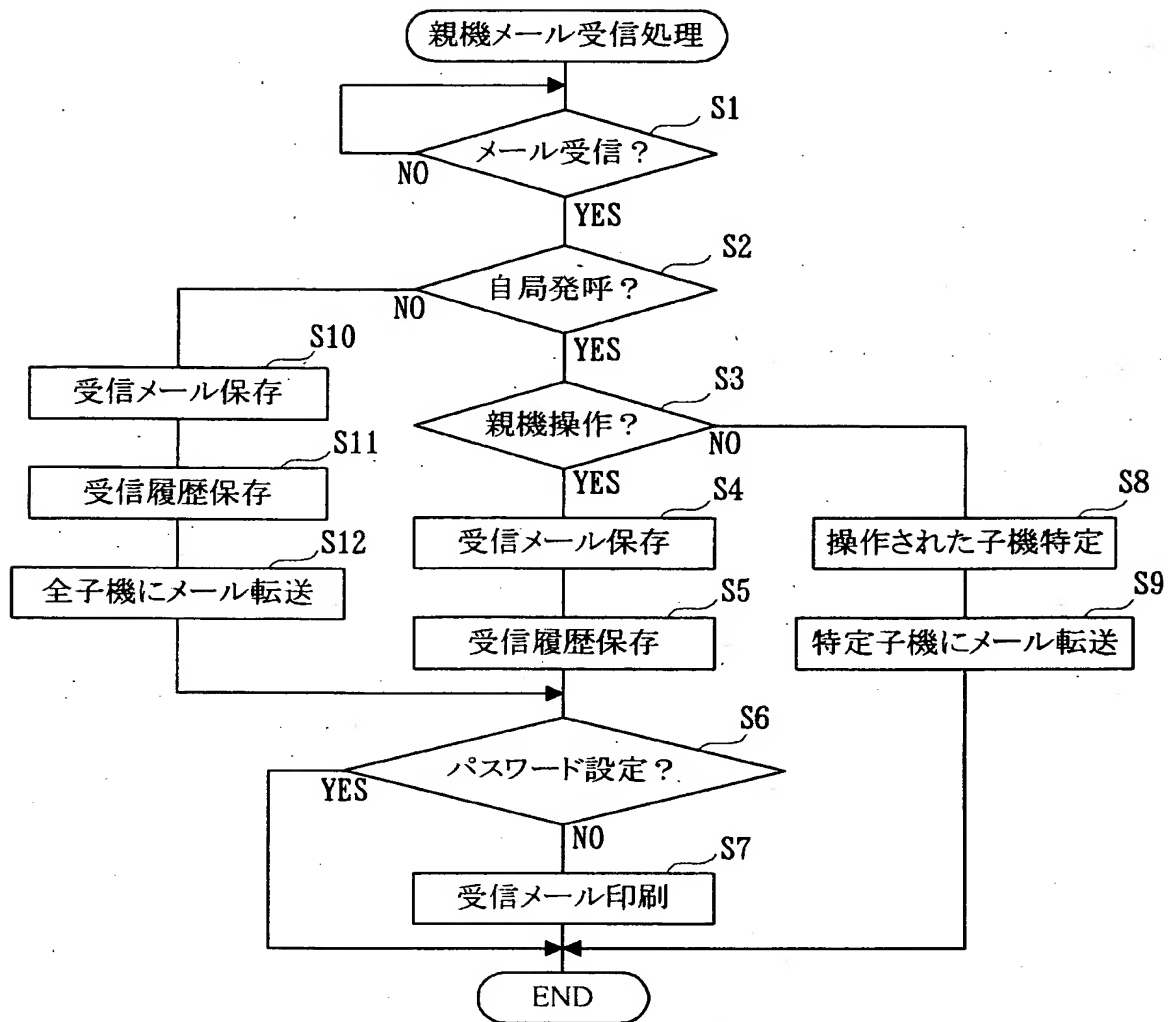 親機メール受信処理
S1
メール受信？
NO
YES
S2
自局発呼？
NO
YES
S10
受信メール保存
S3
親機操作？
NO
YES
S11
受信履歴保存
S4
受信メール保存
S8
操作された子機特定
S12
全子機にメール転送
S5
受信履歴保存
S9
特定子機にメール転送
S6
パスワード設定？
YES
NO
S7
受信メール印刷
END